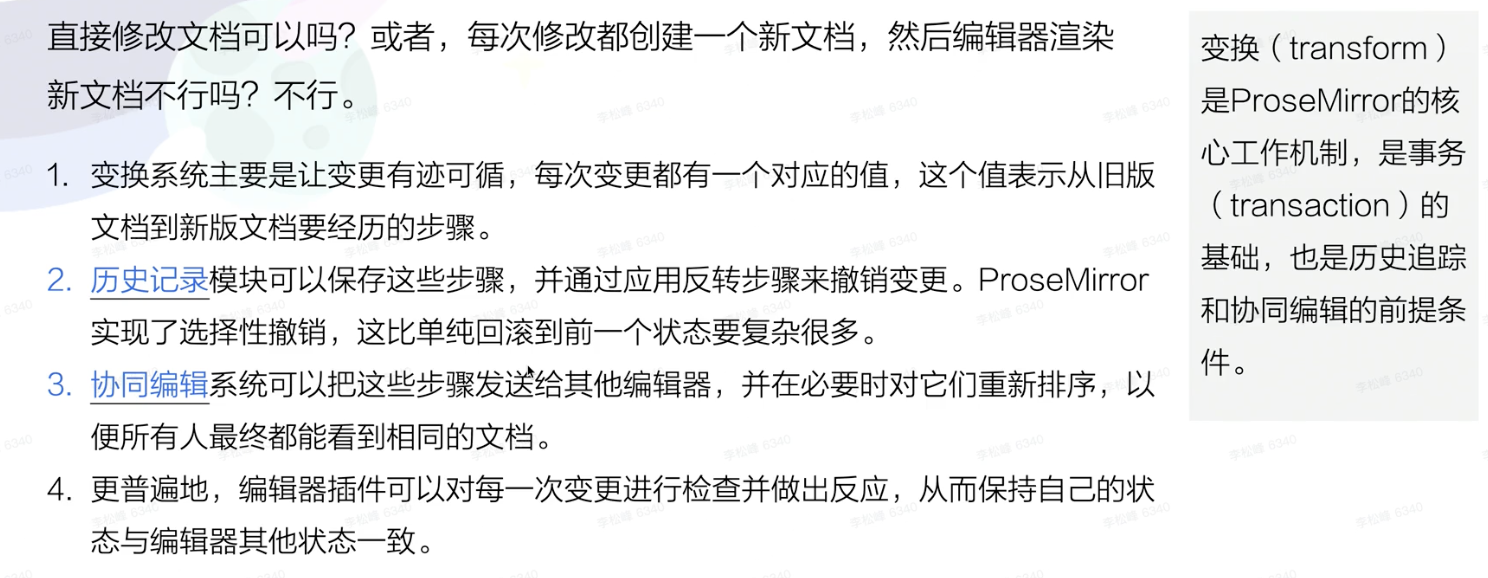 直接修改文档可以吗？或者，每次修改都创建一个新文档，然后编辑器渲染
新文档不行吗？不行。
1. 变换系统主要是让变更有迹可循，每次变更都有一个对应的值，这个值表示从旧版
文档到新版文档要经历的步骤。
2. 历史记录模块可以保存这些步骤，并通过应用反转步骤来撤销变更。ProseMirror
实现了选择性撤销，这比单纯回滚到前一个状态要复杂很多。
3. 协同编辑系统可以把这些步骤发送给其他编辑器，并在必要时对它们重新排序，以
便所有人最终都能看到相同的文档。
4. 更普遍地，编辑器插件可以对每一次变更进行检查并做出反应，从而保持自己的状
态与编辑器其他状态一致。
变换（transform）
是ProseMirror的核
心工作机制，是事务
（transaction）的
基础，也是历史追踪
和协同编辑的前提条
件。
李松峰 6340